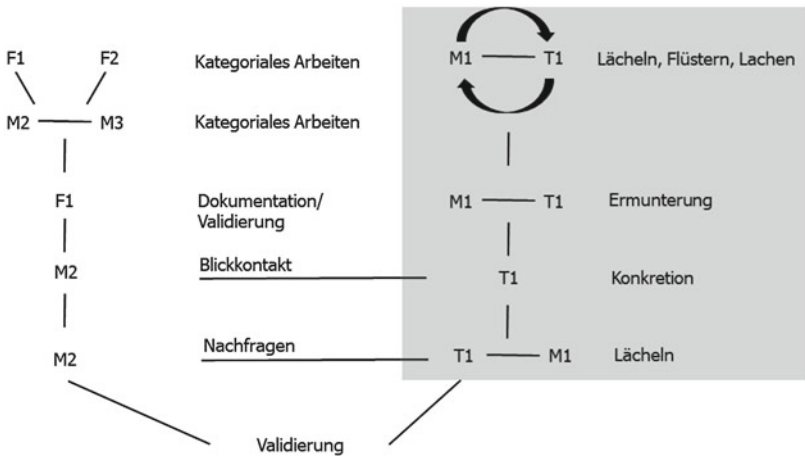 F1 F2 Kategoriales Arbeiten M1 T1 Lächeln, Flüstern, Lachen
M2 M3 Kategoriales Arbeiten
F1 Dokumentation/ M1 T1 Ermunterung
Validierung
M2 Blickkontakt T1 Konkretion
M2 Nachfragen T1 M1 Lächeln
Validierung